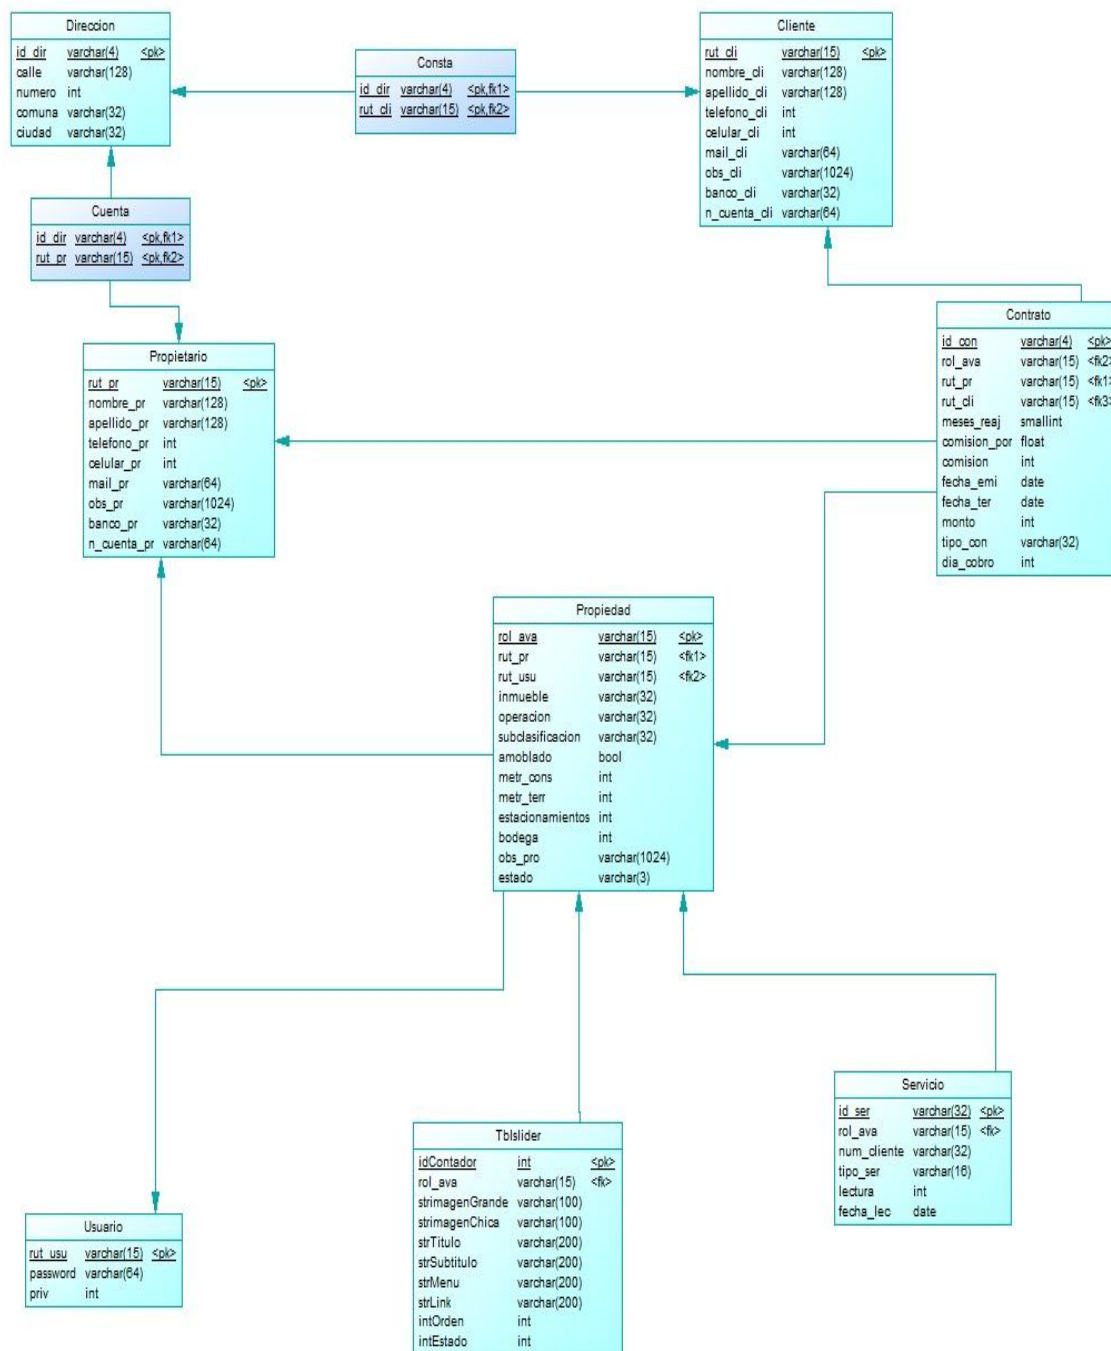 Direccion
id_dir varchar(4) <pk>
calle varchar(128)
numero int
comuna varchar(32)
ciudad varchar(32)
Consta
id_dir varchar(4) <pk,fk1>
rut_cli varchar(15) <pk,fk2>
Cliente
rut_cli varchar(15) <pk>
nombre_cli varchar(128)
apellido_cli varchar(128)
telefono_cli int
celular_cli int
mail_cli varchar(64)
obs_cli varchar(1024)
banco_cli varchar(32)
n_cuenta_cli varchar(64)
Cuenta
id_dir varchar(4) <pk,fk1>
rut_pr varchar(15) <pk,fk2>
Contrato
id_con varchar(4) <pk>
rol_ava varchar(15) <fk2>
rut_pr varchar(15) <fk1>
rut_cli varchar(15) <fk3>
meses_reaj smallint
comision_por float
comision int
fecha_emi date
fecha_ter date
monto int
tipo_con varchar(32)
dia_cobro int
Propietario
rut_pr varchar(15) <pk>
nombre_pr varchar(128)
apellido_pr varchar(128)
telefono_pr int
celular_pr int
mail_pr varchar(64)
obs_pr varchar(1024)
banco_pr varchar(32)
n_cuenta_pr varchar(64)
Propiedad
rol_ava varchar(15) <pk>
rut_pr varchar(15) <fk1>
rut_usu varchar(15) <fk2>
inmueble varchar(32)
operacion varchar(32)
subclasificacion varchar(32)
amoblado bool
metr_cons int
metr_terr int
estacionamientos int
bodega int
obs_pro varchar(1024)
estado varchar(3)
Servicio
id_ser varchar(32) <pk>
rol_ava varchar(15) <fk>
num_cliente varchar(32)
tipo_ser varchar(16)
lectura int
fecha_lec date
Tblslider
idContador int <pk>
rol_ava varchar(15) <fk>
strimagenGrande varchar(100)
strimagenChica varchar(100)
strTitulo varchar(200)
strSubtitulo varchar(200)
strMenu varchar(200)
strLink varchar(200)
intOrden int
intEstado int
Usuario
rut_usu varchar(15) <pk>
password varchar(64)
priv int